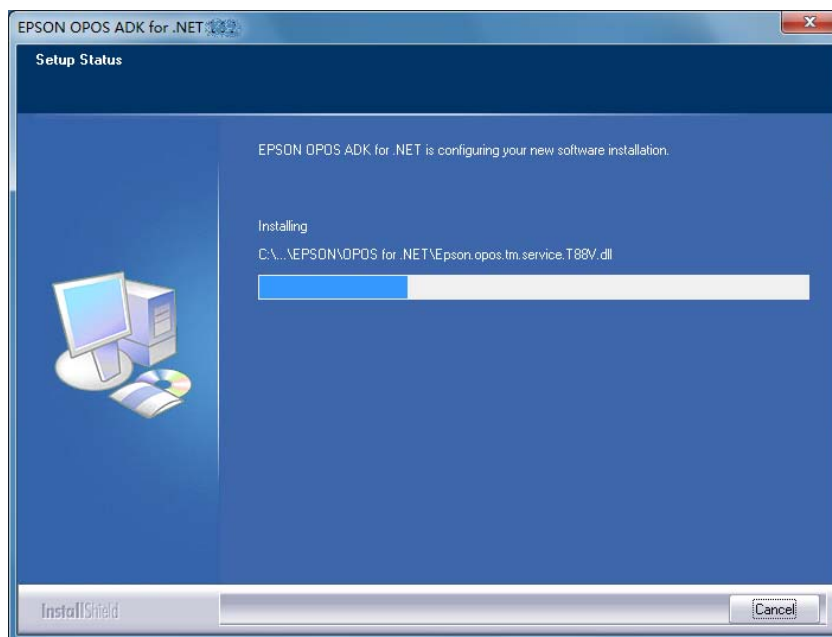 EPSON OPOS ADK for .NET
Setup Status
EPSON OPOS ADK for .NET is configuring your new software installation.
Installing
C:\...\EPSON\OPOS for .NET\Epson.opos.tm.service.T88V.dll
InstallShield
Cancel